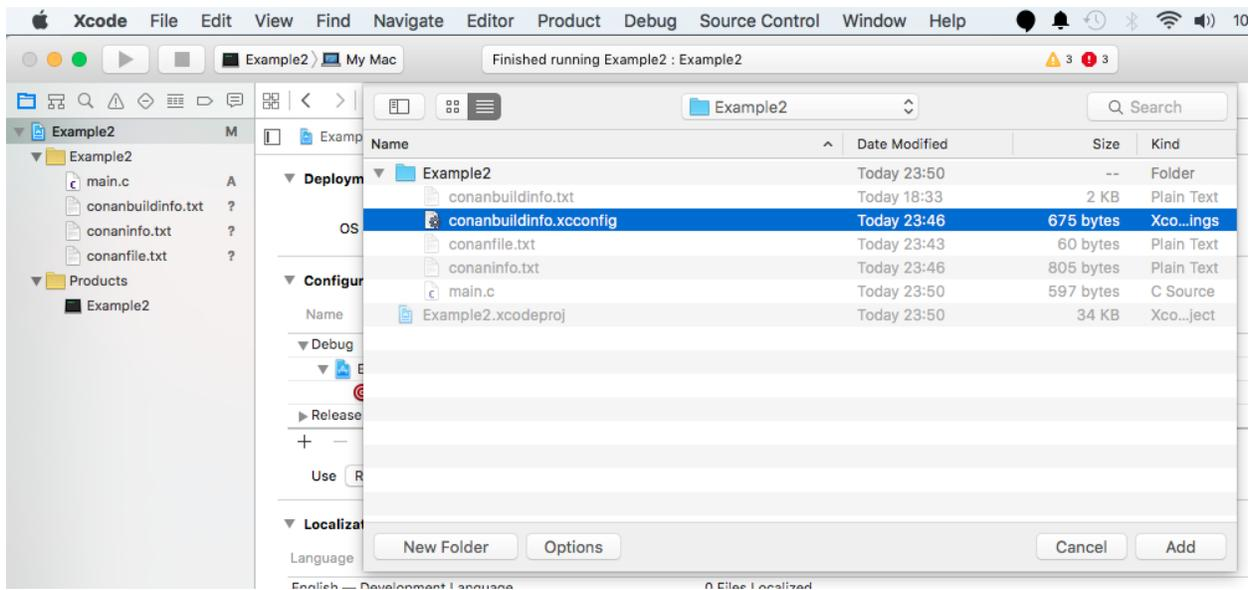 Xcode File Edit View Find Navigate Editor Product Debug Source Control Window Help 10
Example2 My Mac Finished running Example2 : Example2 3 3
Example2 M
Example2
main.c A
conanbuildinfo.txt ?
conaninfo.txt ?
conanfile.txt ?
Products
Example2
Examp
Deploym
OS
Configur
Name
Debug
E
Release
Use R
Localizat
Language
English — Development Language 0 Files Localized
Example2 Search
Name Date Modified Size Kind
Example2 Today 23:50 -- Folder
conanbuildinfo.txt Today 18:33 2 KB Plain Text
conanbuildinfo.xcconfig Today 23:46 675 bytes Xco...ings
conanfile.txt Today 23:43 60 bytes Plain Text
conaninfo.txt Today 23:46 805 bytes Plain Text
main.c Today 23:50 597 bytes C Source
Example2.xcodeproj Today 23:50 34 KB Xco...ject
New Folder Options Cancel Add